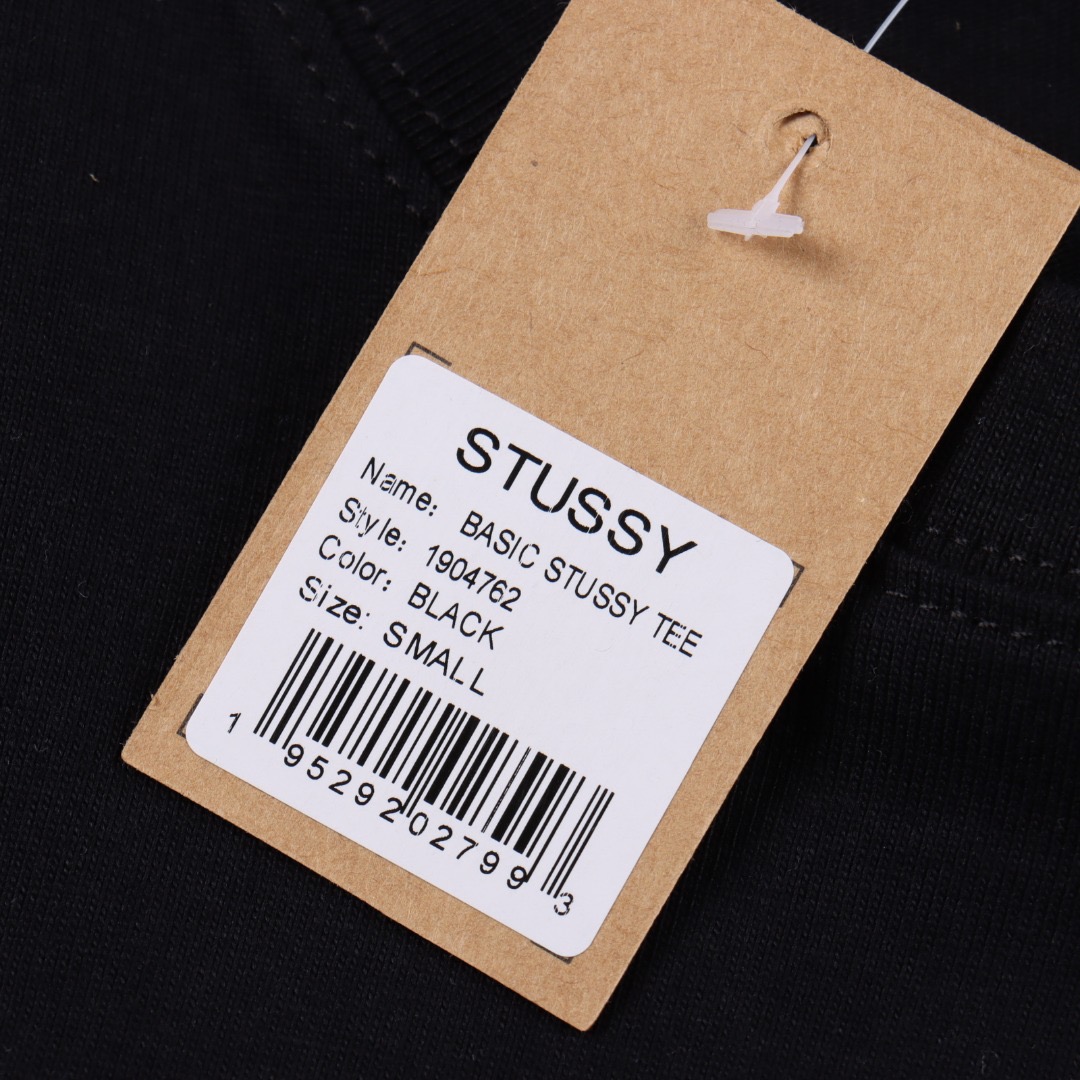 STUSSY
Name: BASIC STUSSY TEE
Style: 1904762
Color: BLACK
Size: SMALL
1 95292 02799 3